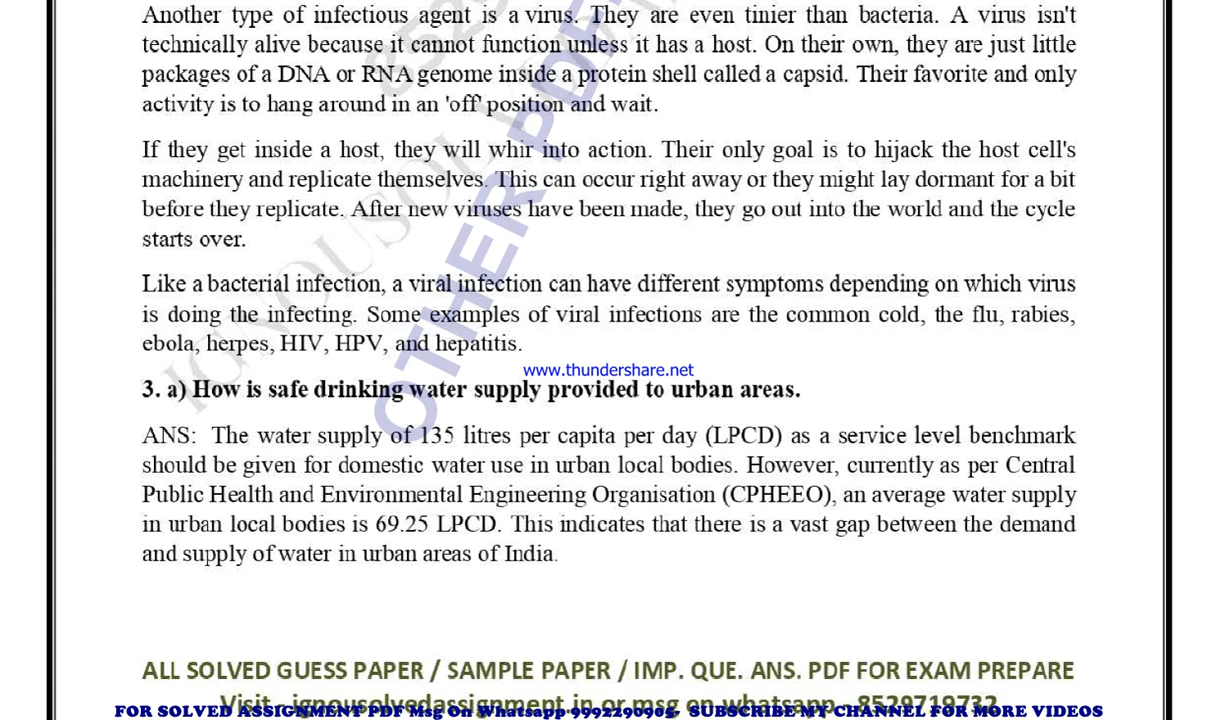 Another type of infectious agent is a virus. They are even tinier than bacteria. A virus isn't
technically alive because it cannot function unless it has a host. On their own, they are just little
packages of a DNA or RNA genome inside a protein shell called a capsid. Their favorite and only
activity is to hang around in an 'off' position and wait.
If they get inside a host, they will whir into action. Their only goal is to hijack the host cell's
machinery and replicate themselves. This can occur right away or they might lay dormant for a bit
before they replicate. After new viruses have been made, they go out into the world and the cycle
starts over.
Like a bacterial infection, a viral infection can have different symptoms depending on which virus
is doing the infecting. Some examples of viral infections are the common cold, the flu, rabies,
ebola, herpes, HIV, HPV, and hepatitis.
www.thundershare.net
3. a) How is safe drinking water supply provided to urban areas.
ANS: The water supply of 135 litres per capita per day (LPCD) as a service level benchmark
should be given for domestic water use in urban local bodies. However, currently as per Central
Public Health and Environmental Engineering Organisation (CPHEEO), an average water supply
in urban local bodies is 69.25 LPCD. This indicates that there is a vast gap between the demand
and supply of water in urban areas of India.
OTHER PDF
ALL SOLVED GUESS PAPER / SAMPLE PAPER / IMP. QUE. ANS. PDF FOR EXAM PREPARE
Visit - ignousolvedassignment.in or msg on whatsapp - 8529719732
FOR SOLVED ASSIGNMENT PDF Msg On Whatsapp 9992290905- SUBSCRIBE MY CHANNEL FOR MORE VIDEOS